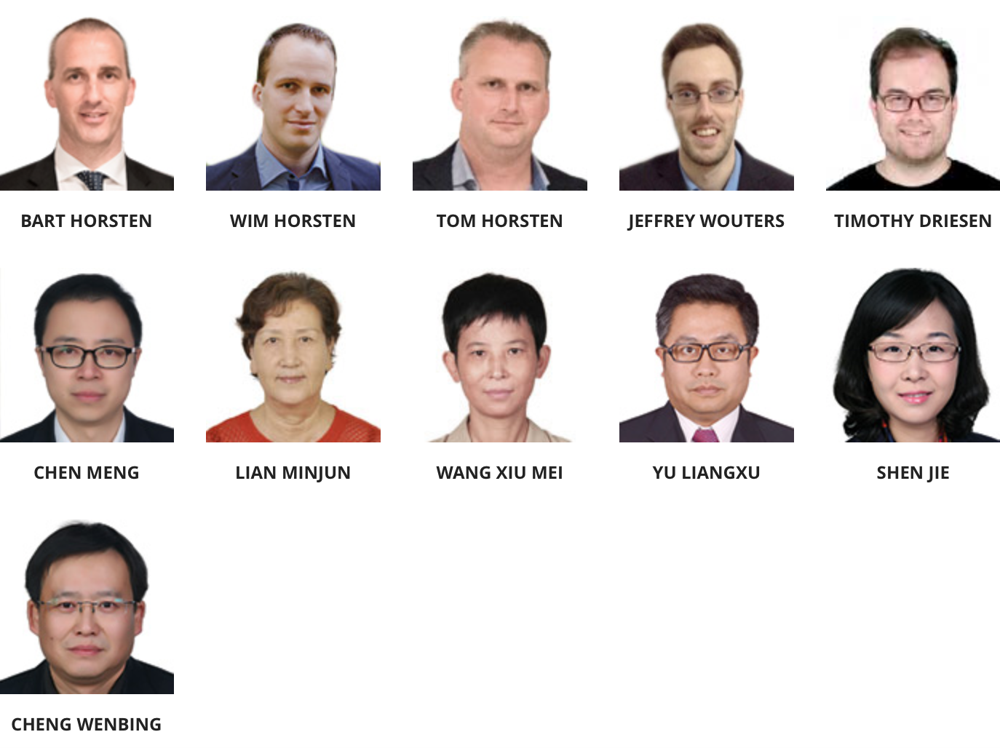 BART HORSTEN
WIM HORSTEN
TOM HORSTEN
JEFFREY WOUTERS
TIMOTHY DRIESEN
CHEN MENG
LIAN MINJUN
WANG XIU MEI
YU LIANGXU
SHEN JIE
CHENG WENBING